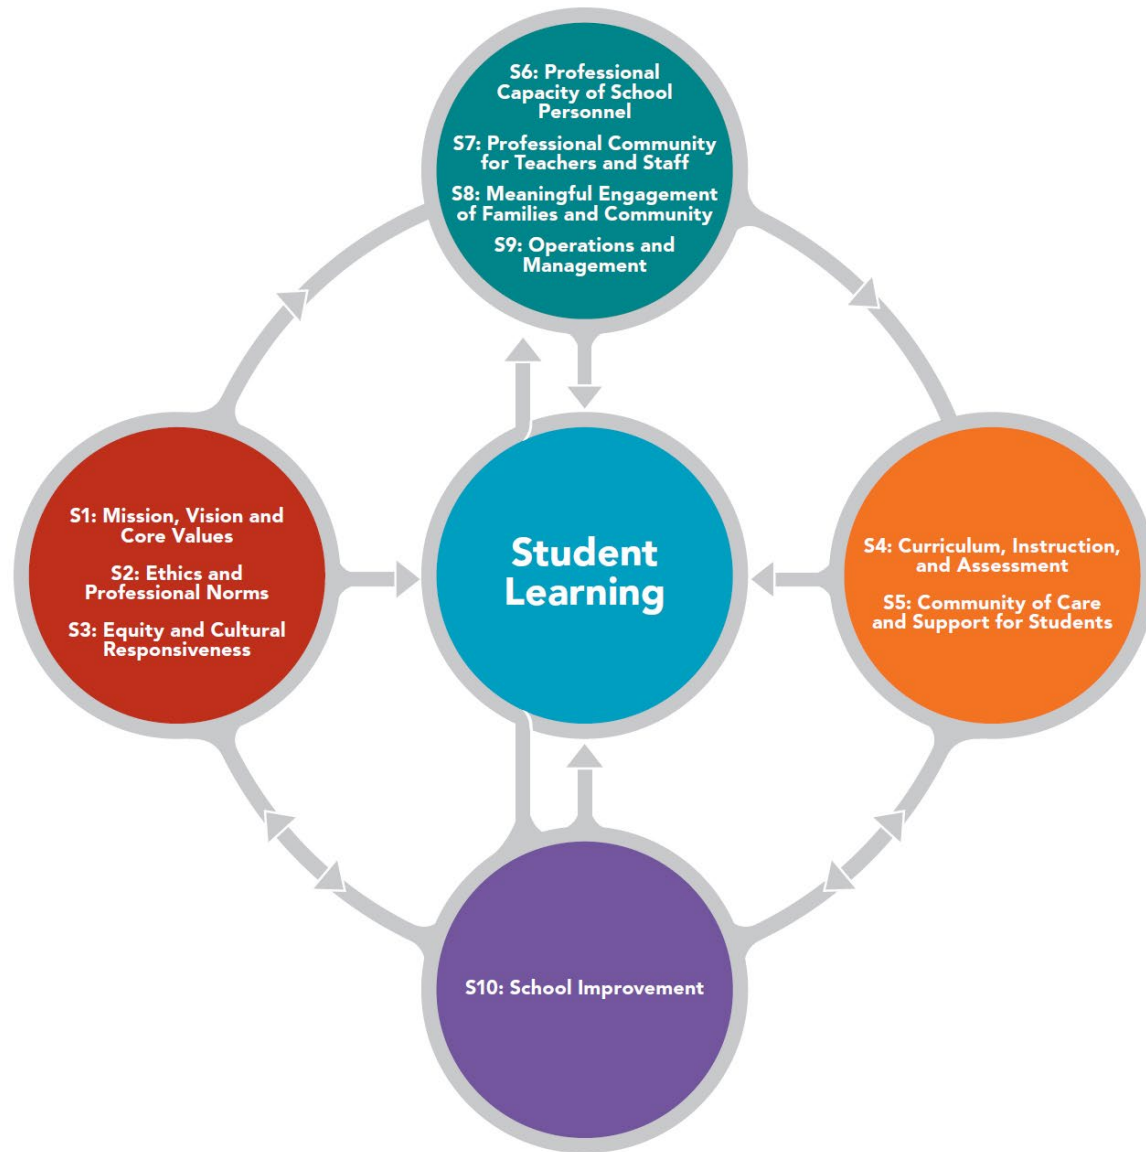 S6: Professional
Capacity of School
Personnel
S7: Professional Community
for Teachers and Staff
S8: Meaningful Engagement
of Families and Community
S9: Operations and
Management
S1: Mission, Vision and
Core Values
S2: Ethics and
Professional Norms
S3: Equity and Cultural
Responsiveness
Student
Learning
S4: Curriculum, Instruction,
and Assessment
S5: Community of Care
and Support for Students
S10: School Improvement